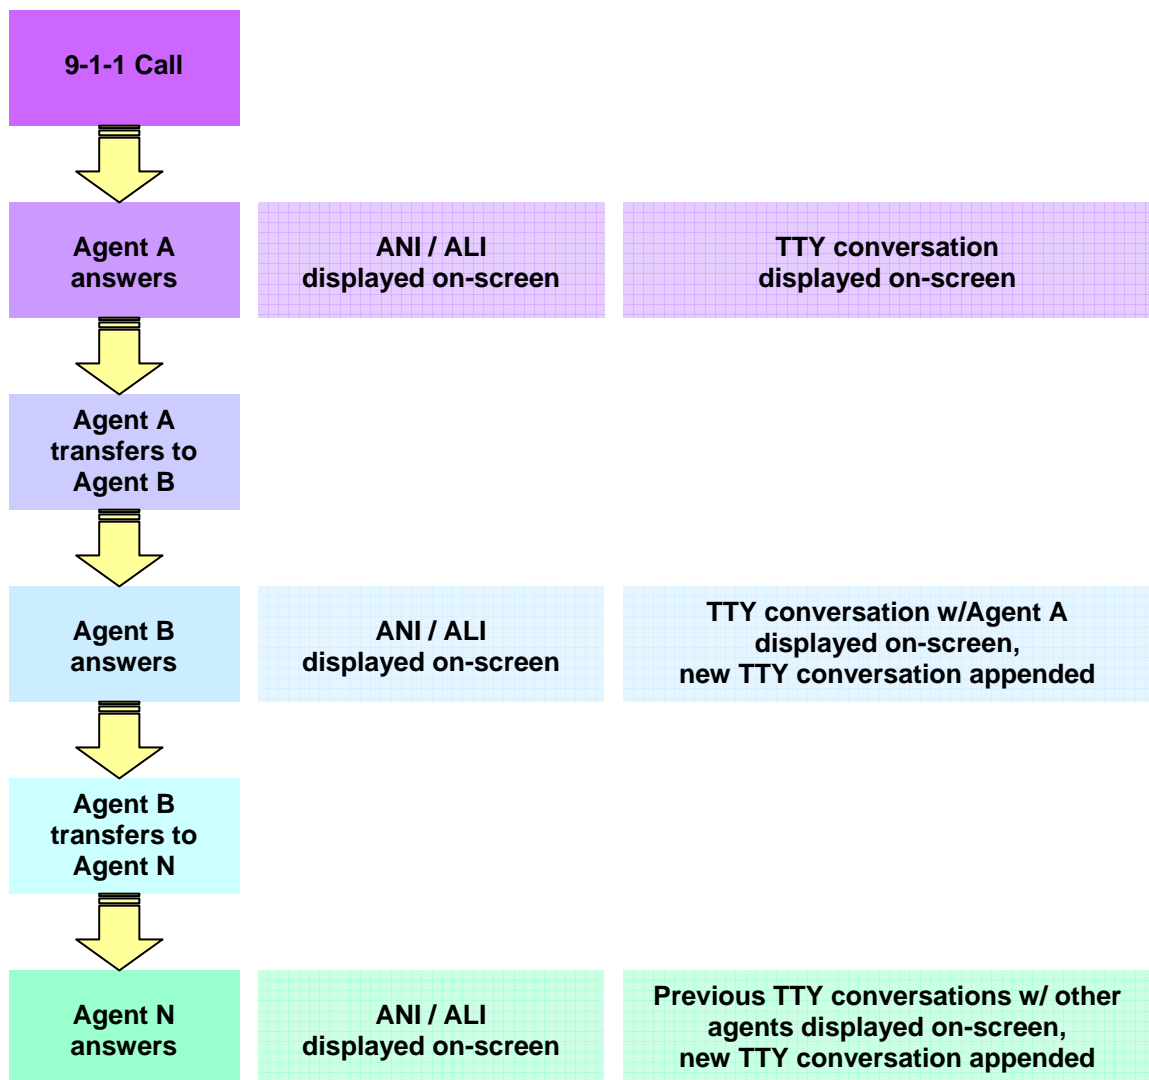 9-1-1 Call
Agent A
answers
ANI / ALI
displayed on-screen
TTY conversation
displayed on-screen
Agent A
transfers to
Agent B
Agent B
answers
ANI / ALI
displayed on-screen
TTY conversation w/Agent A
displayed on-screen,
new TTY conversation appended
Agent B
transfers to
Agent N
Agent N
answers
ANI / ALI
displayed on-screen
Previous TTY conversations w/ other
agents displayed on-screen,
new TTY conversation appended